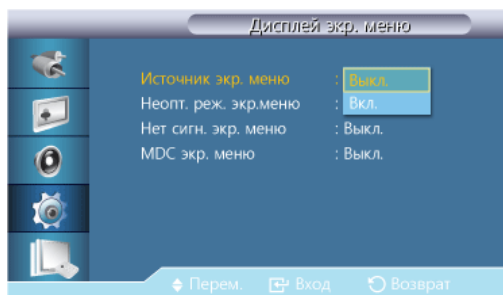 Дисплей экр. меню
Источник экр. меню : Выкл.
Неопт. реж. экр.меню : Вкл.
Нет сигн. экр. меню : Выкл.
MDC экр. меню : Выкл.
Перем. Вход Возврат